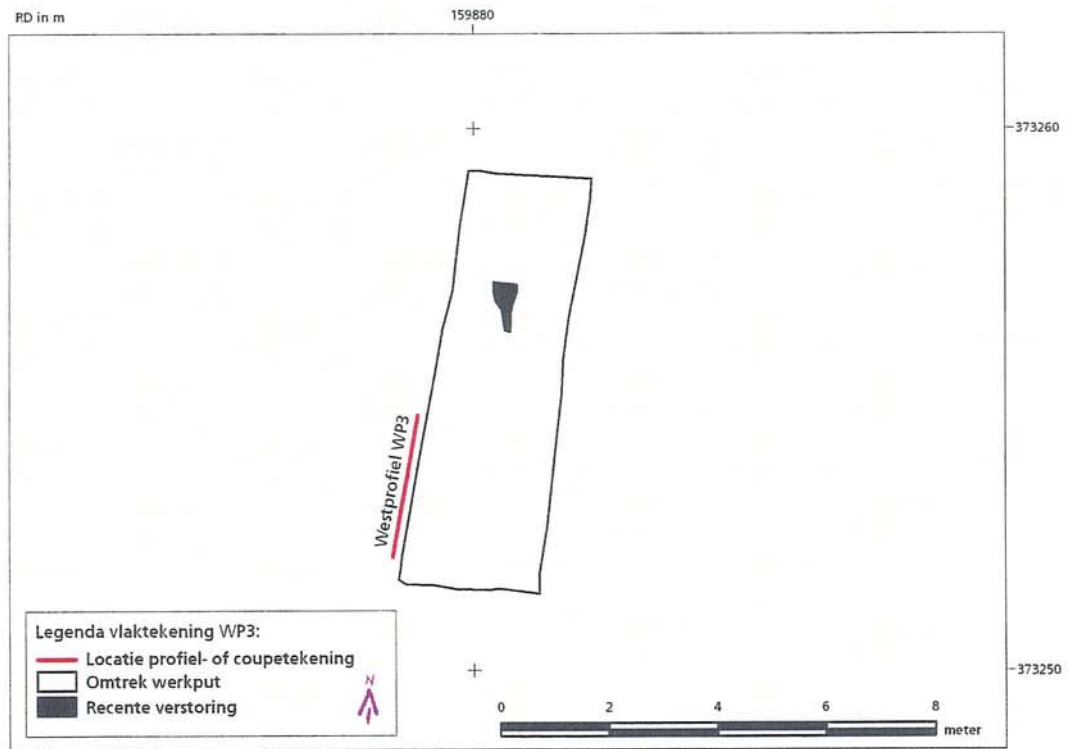 RD in m
159880
373260
Westprofiel WP3
373250
Legenda vlaktekening WP3:
Locatie profiel- of coupetekening
Omtrek werkput
Recente verstoring
N
0 2 4 6 8
meter